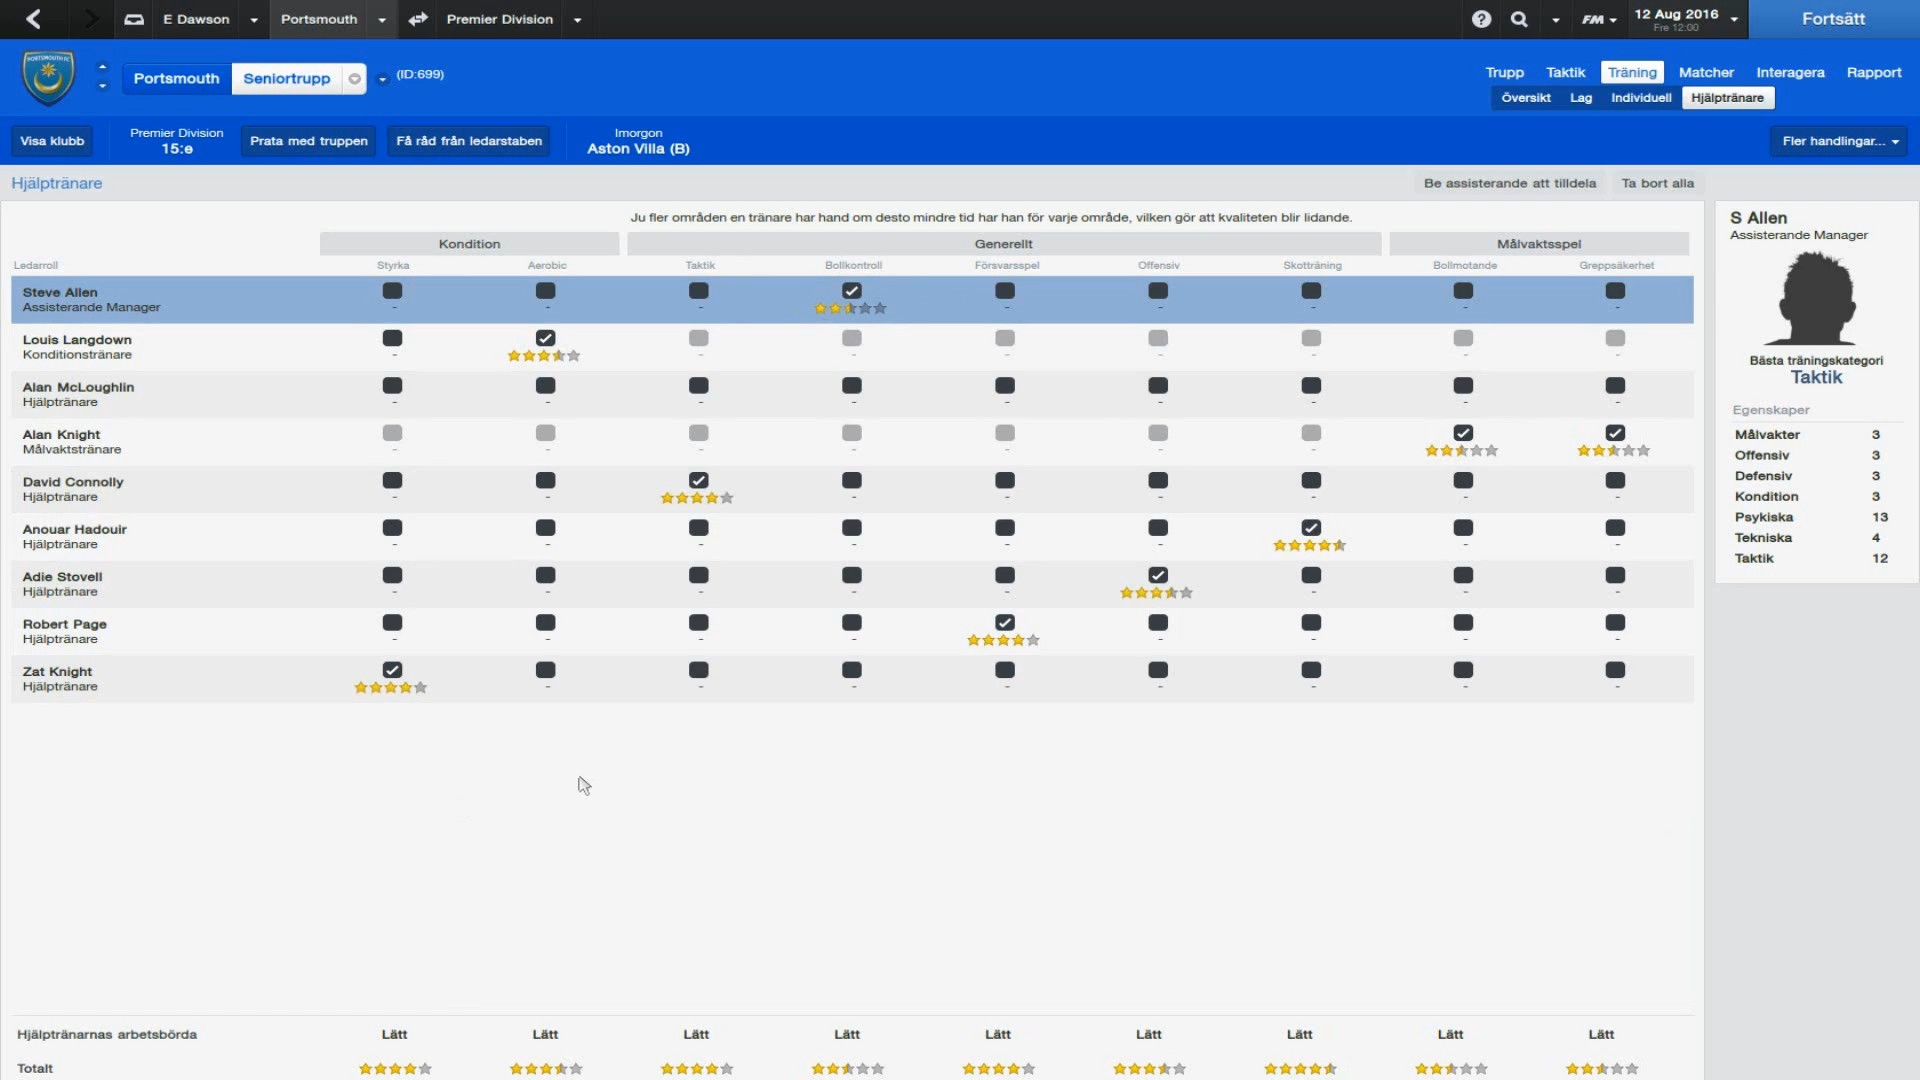 E Dawson Portsmouth Premier Division FM 12 Aug 2016 Fortsätt
Fre 12:00
PORTSMOUTH FC
Portsmouth Seniortrupp (ID:699) Trupp Taktik Träning Matcher Interagera Rapport
Översikt Lag Individuell Hjälptränare
Visa klubb Premier Division Prata med truppen Få råd från ledarstaben Imorgon Fler handlingar...
15:e Aston Villa (B)
Hjälptränare Be assisterande att tilldela Ta bort alla
Ju fler områden en tränare har hand om desto mindre tid har han för varje område, vilken gör att kvaliteten blir lidande.
Kondition Generellt Målvaktsspel
Ledarroll Styrka Aerobic Taktik Bollkontroll Försvarsspel Offensiv Skotträning Bollmotande Greppsäkerhet
Steve Allen
Assisterande Manager - - - - - - - -
Louis Langdown
Konditionstränare - - - - - - - -
Alan McLoughlin
Hjälptränare - - - - - - - - -
Alan Knight
Målvaktstränare - - - - - - -
David Connolly
Hjälptränare - - - - - - - -
Anouar Hadouir
Hjälptränare - - - - - - - -
Adie Stovell
Hjälptränare - - - - - - - -
Robert Page
Hjälptränare - - - - - - - -
Zat Knight
Hjälptränare - - - - - - - -
Hjälptränarnas arbetsbörda Lätt Lätt Lätt Lätt Lätt Lätt Lätt Lätt Lätt
Totalt
S Allen
Assisterande Manager
Bästa träningskategori
Taktik
Egenskaper
Målvakter 3
Offensiv 3
Defensiv 3
Kondition 3
Psykiska 13
Tekniska 4
Taktik 12